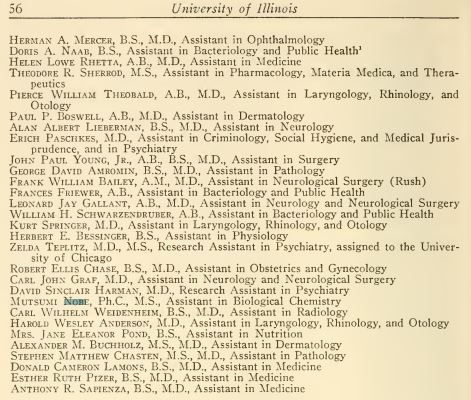 56 University of Illinois
HERMAN A. MERCER, B.S., M.D., Assistant in Ophthalmology
DORIS A. NAAB, B.S., Assistant in Bacteriology and Public Health¹
HELEN LOWE RHETTA, A.B., M.D., Assistant in Medicine
THEODORE R. SHERROD, M.S., Assistant in Pharmacology, Materia Medica, and Thera-
peutics
PIERCE WILLIAM THEOBALD, A.B., M.D., Assistant in Laryngology, Rhinology, and
Otology
PAUL P. BOSWELL, A.B., M.D., Assistant in Dermatology
ALAN ALBERT LIEBERMAN, B.S., M.D., Assistant in Neurology
ERICH PASCHKES, M.D., Assistant in Criminology, Social Hygiene, and Medical Juris-
prudence, and in Psychiatry
JOHN PAUL YOUNG, JR., A.B., B.S., M.D., Assistant in Surgery
GEORGE DAVID AMROMIN, B.S., M.D., Assistant in Pathology
FRANK WILLIAM BAILEY, A.M., M.D., Assistant in Neurological Surgery (Rush)
FRANCES FRIEWER, A.B., Assistant in Bacteriology and Public Health
LEONARD JAY GALLANT, A.B., M.D., Assistant in Neurology and Neurological Surgery
WILLIAM H. SCHWARZENDRUBER, A.B., Assistant in Bacteriology and Public Health
KURT SPRINGER, M.D., Assistant in Laryngology, Rhinology, and Otology
HERBERT E. BESSINGER, B.S., Assistant in Physiology
ZELDA TEPLITZ, M.D., M.S., Research Assistant in Psychiatry, assigned to the Univer-
sity of Chicago
ROBERT ELLIS CHASE, B.S., M.D., Assistant in Obstetrics and Gynecology
CARL JOHN GRAF, M.D., Assistant in Neurology and Neurological Surgery
DAVID SINCLAIR HARMAN, M.D., Research Assistant in Psychiatry
MUTSUMI NOBE, Ph.C., M.S., Assistant in Biological Chemistry
CARL WILHELM WEIDENHEIM, B.S., M.D., Assistant in Radiology
HAROLD WESLEY ANDERSON, M.D., Assistant in Laryngology, Rhinology, and Otology
MRS. JANE ELEANOR POND, B.S., Assistant in Nutrition
ALEXANDER M. BUCHHOLZ, M.S., M.D., Assistant in Dermatology
STEPHEN MATTHEW CHASTEN, M.S., M.D., Assistant in Pathology
DONALD CAMERON LAMONS, B.S., M.D., Assistant in Medicine
ESTHER RUTH PIZER, B.S., M.D., Assistant in Medicine
ANTHONY R. SAPIENZA, B.S., M.D., Assistant in Medicine